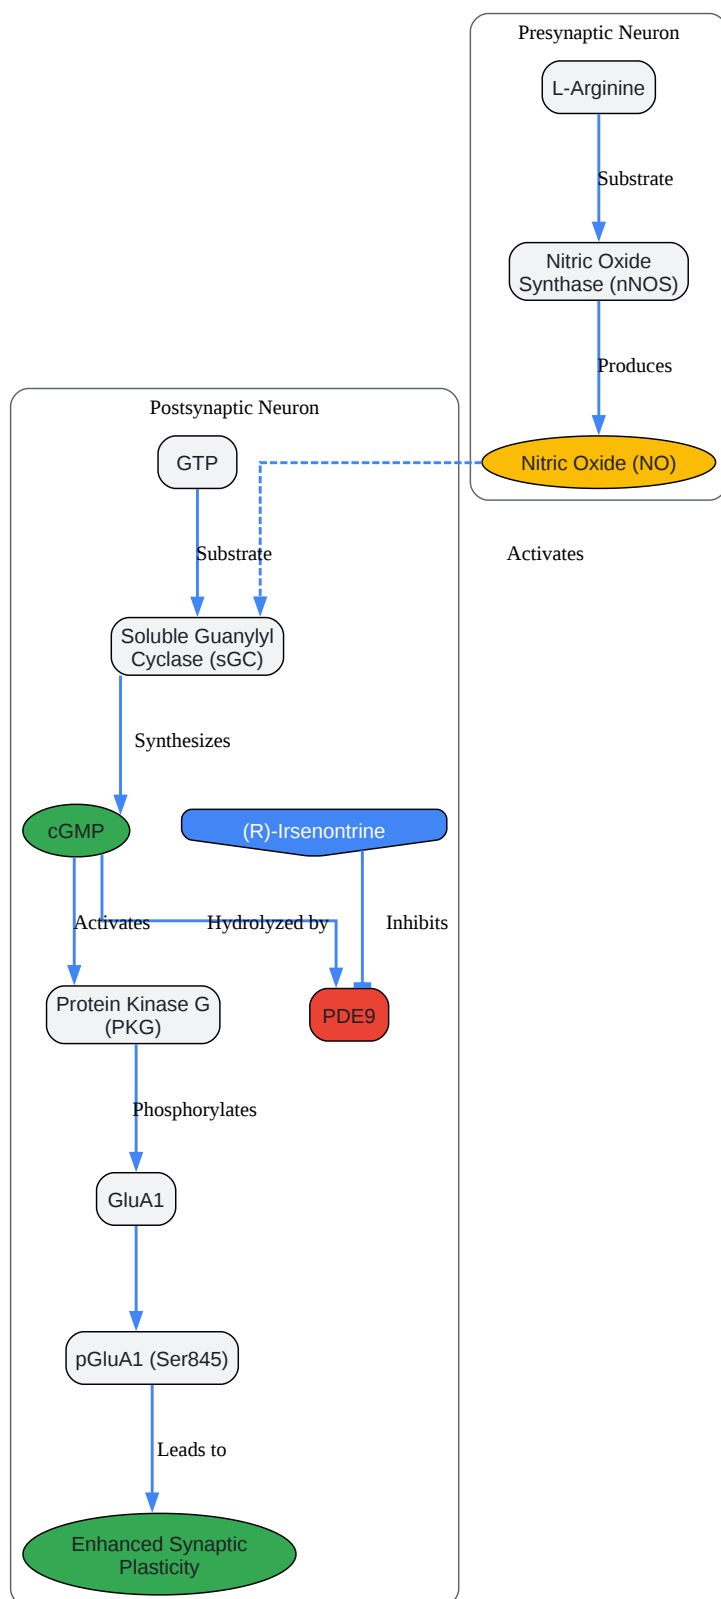 Presynaptic Neuron
L-Arginine
Substrate
Nitric Oxide
Synthase (nNOS)
Produces
Nitric Oxide (NO)
Activates
Postsynaptic Neuron
GTP
Substrate
Soluble Guanylyl
Cyclase (sGC)
Synthesizes
cGMP
(R)-Irsenontrine
Activates
Hydrolyzed by
Inhibits
Protein Kinase G
(PKG)
PDE9
Phosphorylates
GluA1
pGluA1 (Ser845)
Leads to
Enhanced Synaptic
Plasticity